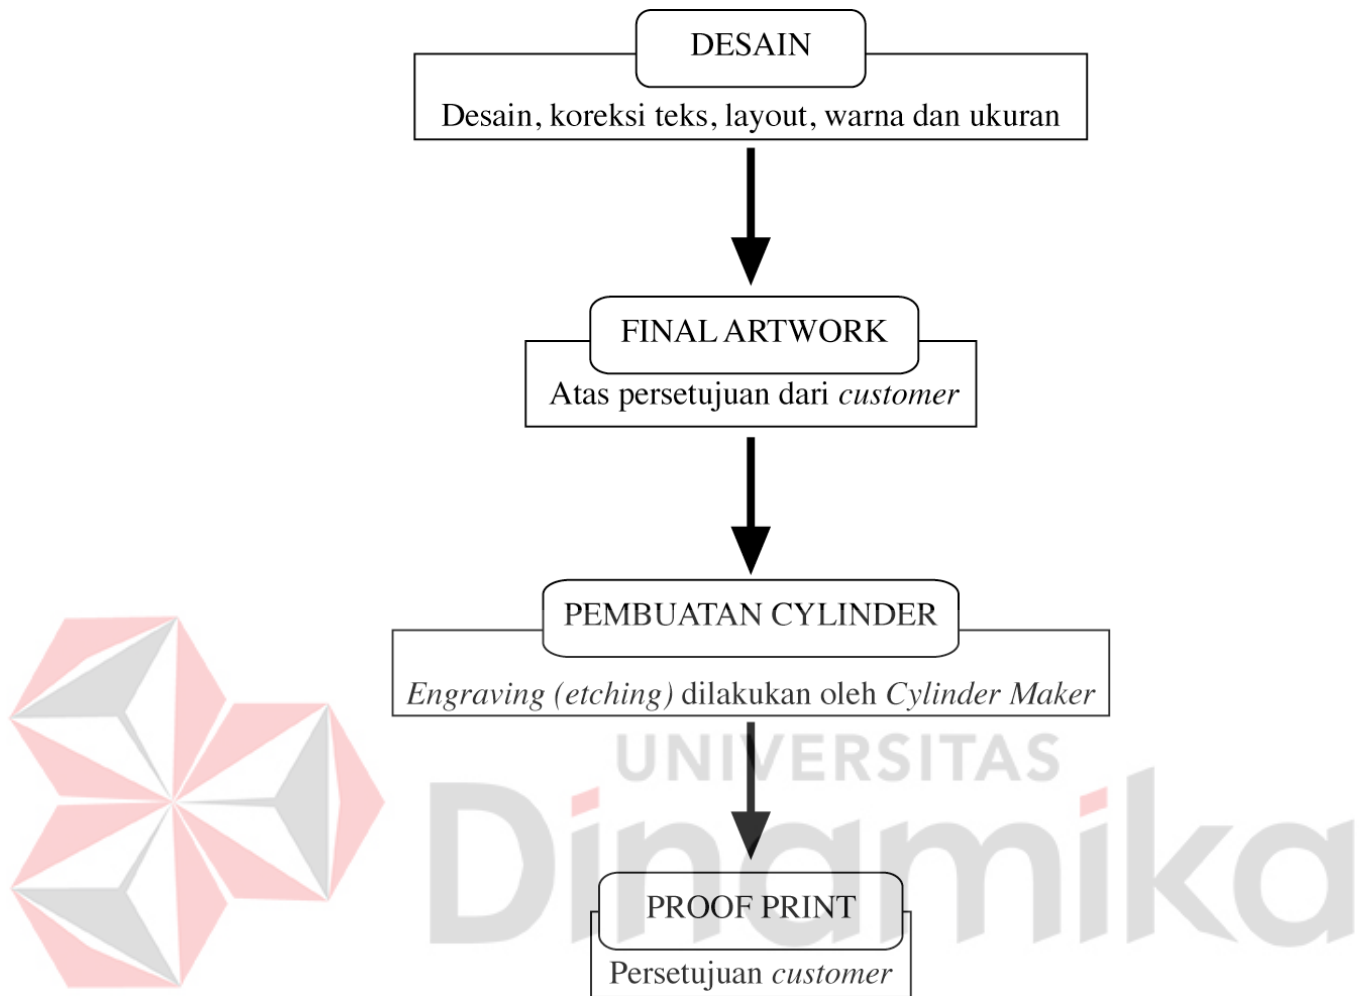 DESAIN
Desain, koreksi teks, layout, warna dan ukuran
FINAL ARTWORK
Atas persetujuan dari customer
PEMBUATAN CYLINDER
Engraving (etching) dilakukan oleh Cylinder Maker
UNIVERSITAS
Dinamika
PROOF PRINT
Persetujuan customer